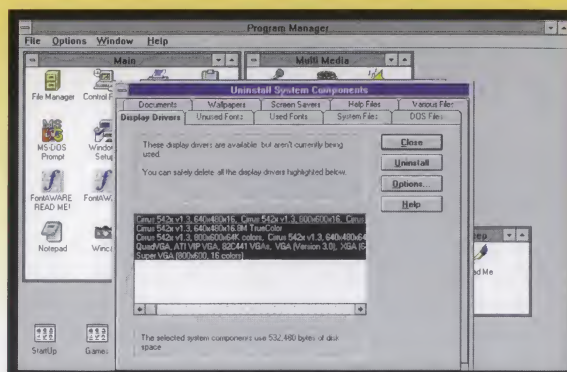 Program Manager
File Options Window Help
Main
Multi Media
File Manager
Control
MS-DOS
Prompt
Setup
FontAWARE
READ ME!
Notepad
StartUp
Games
Uninstall System Components
Documents Wallpapers Screen Savers Help Files Various Files
Display Drivers Unused Fonts Used Fonts System Files DOS Files
These display drivers are available but aren't currently being
used.
You can safely delete all the display drivers highlighted below.
Cirrus 542x v1.3, 640x480x16, Cirrus 542x v1.3, 800x600x16, Cirrus
Cirrus 542x v1.3, 640x480x16.8M TrueColor
Cirrus 542x v1.3, 800x600x64K colors, Cirrus 542x v1.3, 640x480x64
QuadVGA, ATI VIP VGA, 82C441 VGAs, VGA (Version 3.0), XGA
Super VGA (800x600, 16 colors)
The selected system components use 532,480 bytes of disk
space
Close
Uninstall
Options...
Help
ad Me